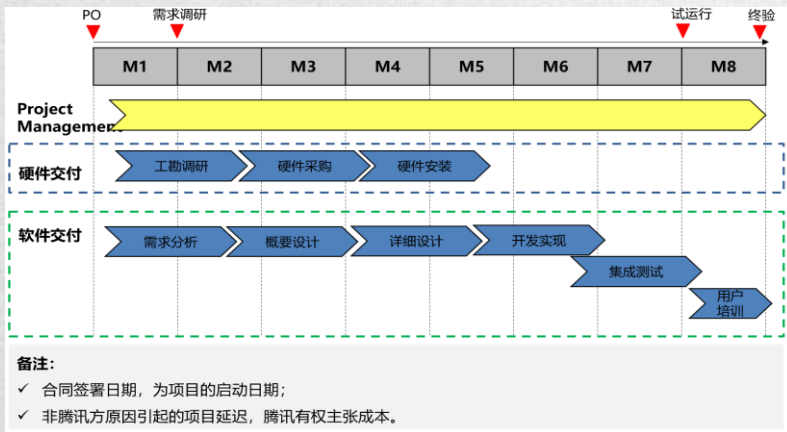 PO
需求调研
试运行
终验
M1
M2
M3
M4
M5
M6
M7
M8
Project
Management
硬件交付
工勘调研
硬件采购
硬件安装
软件交付
需求分析
概要设计
详细设计
开发实现
集成测试
用户
培训
备注：
✓ 合同签署日期，为项目的启动日期；
✓ 非腾讯方原因引起的项目延迟，腾讯有权主张成本。